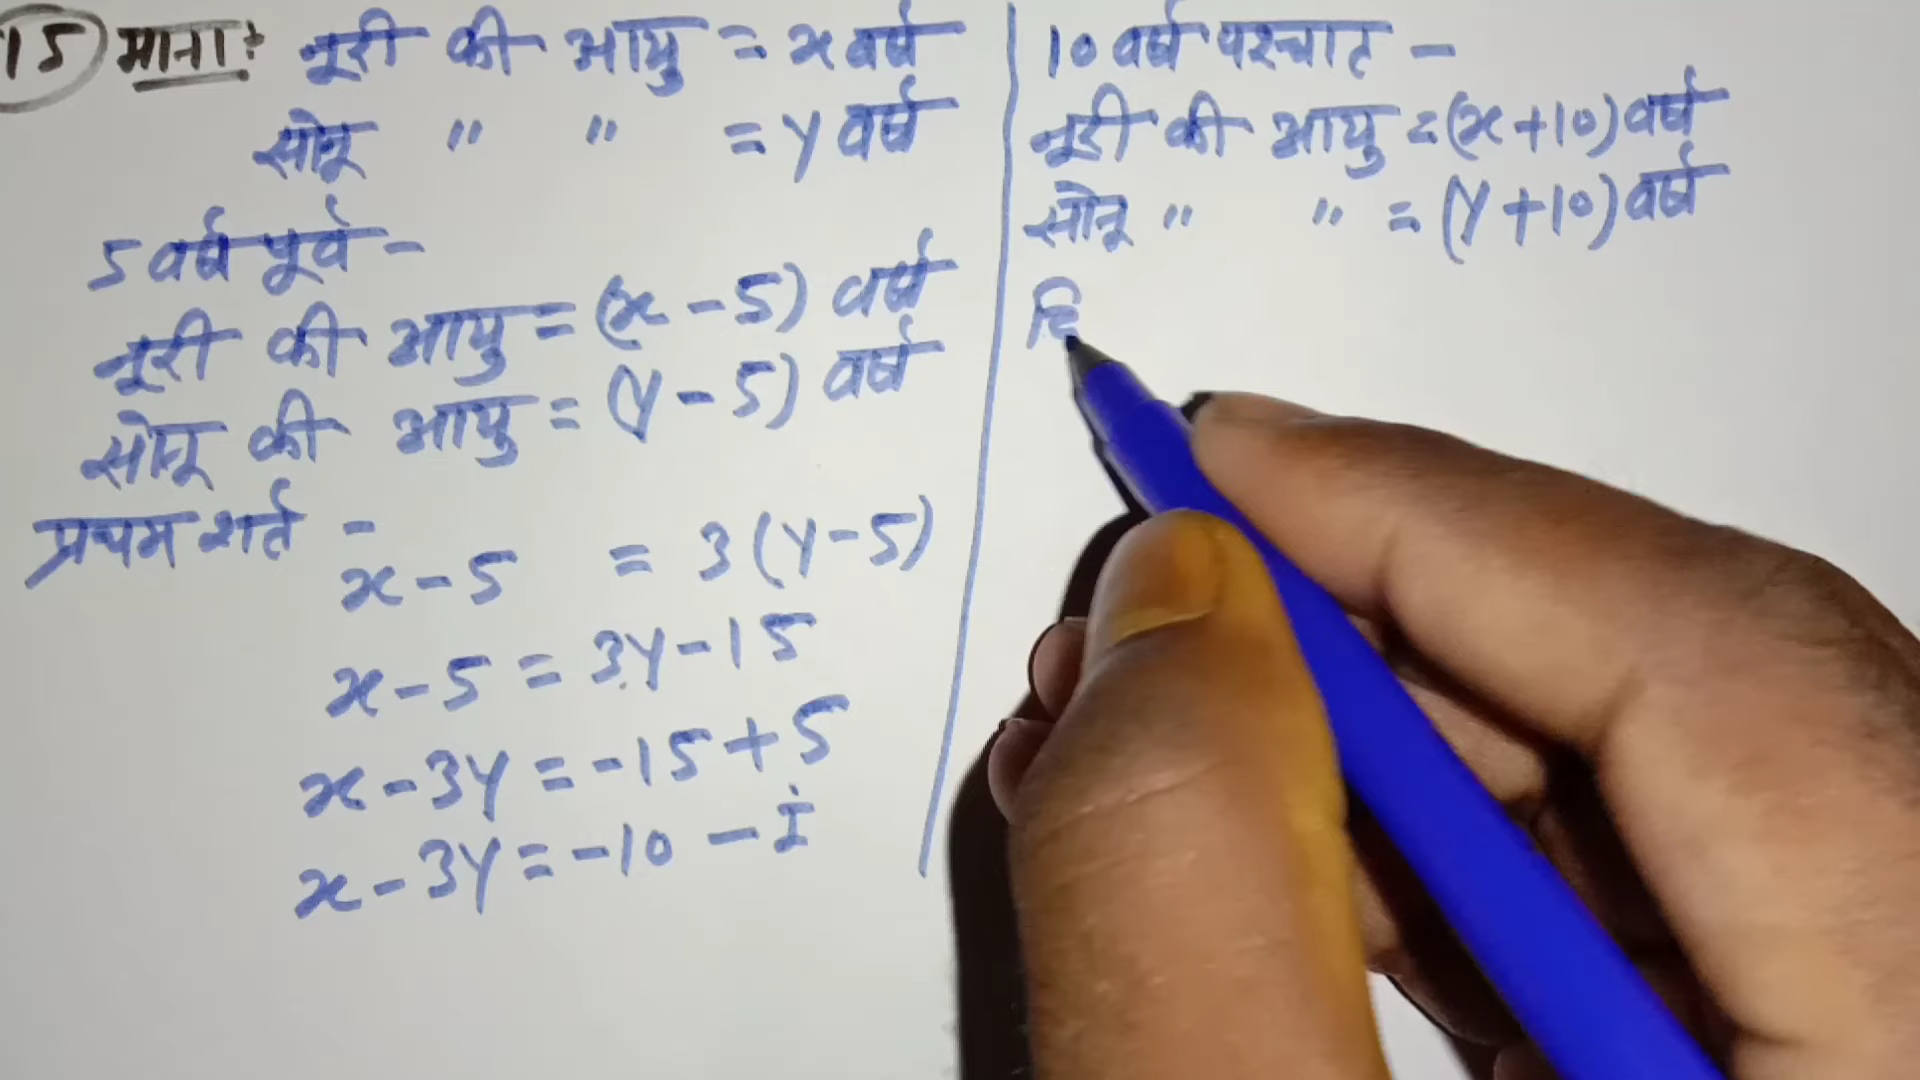 15 माना: नूरी की आयु = x वर्ष
सोनू " " = y वर्ष
5 वर्ष पूर्व -
नूरी की आयु = (x - 5) वर्ष
सोनू की आयु = (y - 5) वर्ष
प्रथम शर्त -
x - 5 = 3(y - 5)
x - 5 = 3y - 15
x - 3y = -15 + 5
x - 3y = -10 - I
10 वर्ष पश्चात -
नूरी की आयु = (x + 10) वर्ष
सोनू " " = (y + 10) वर्ष